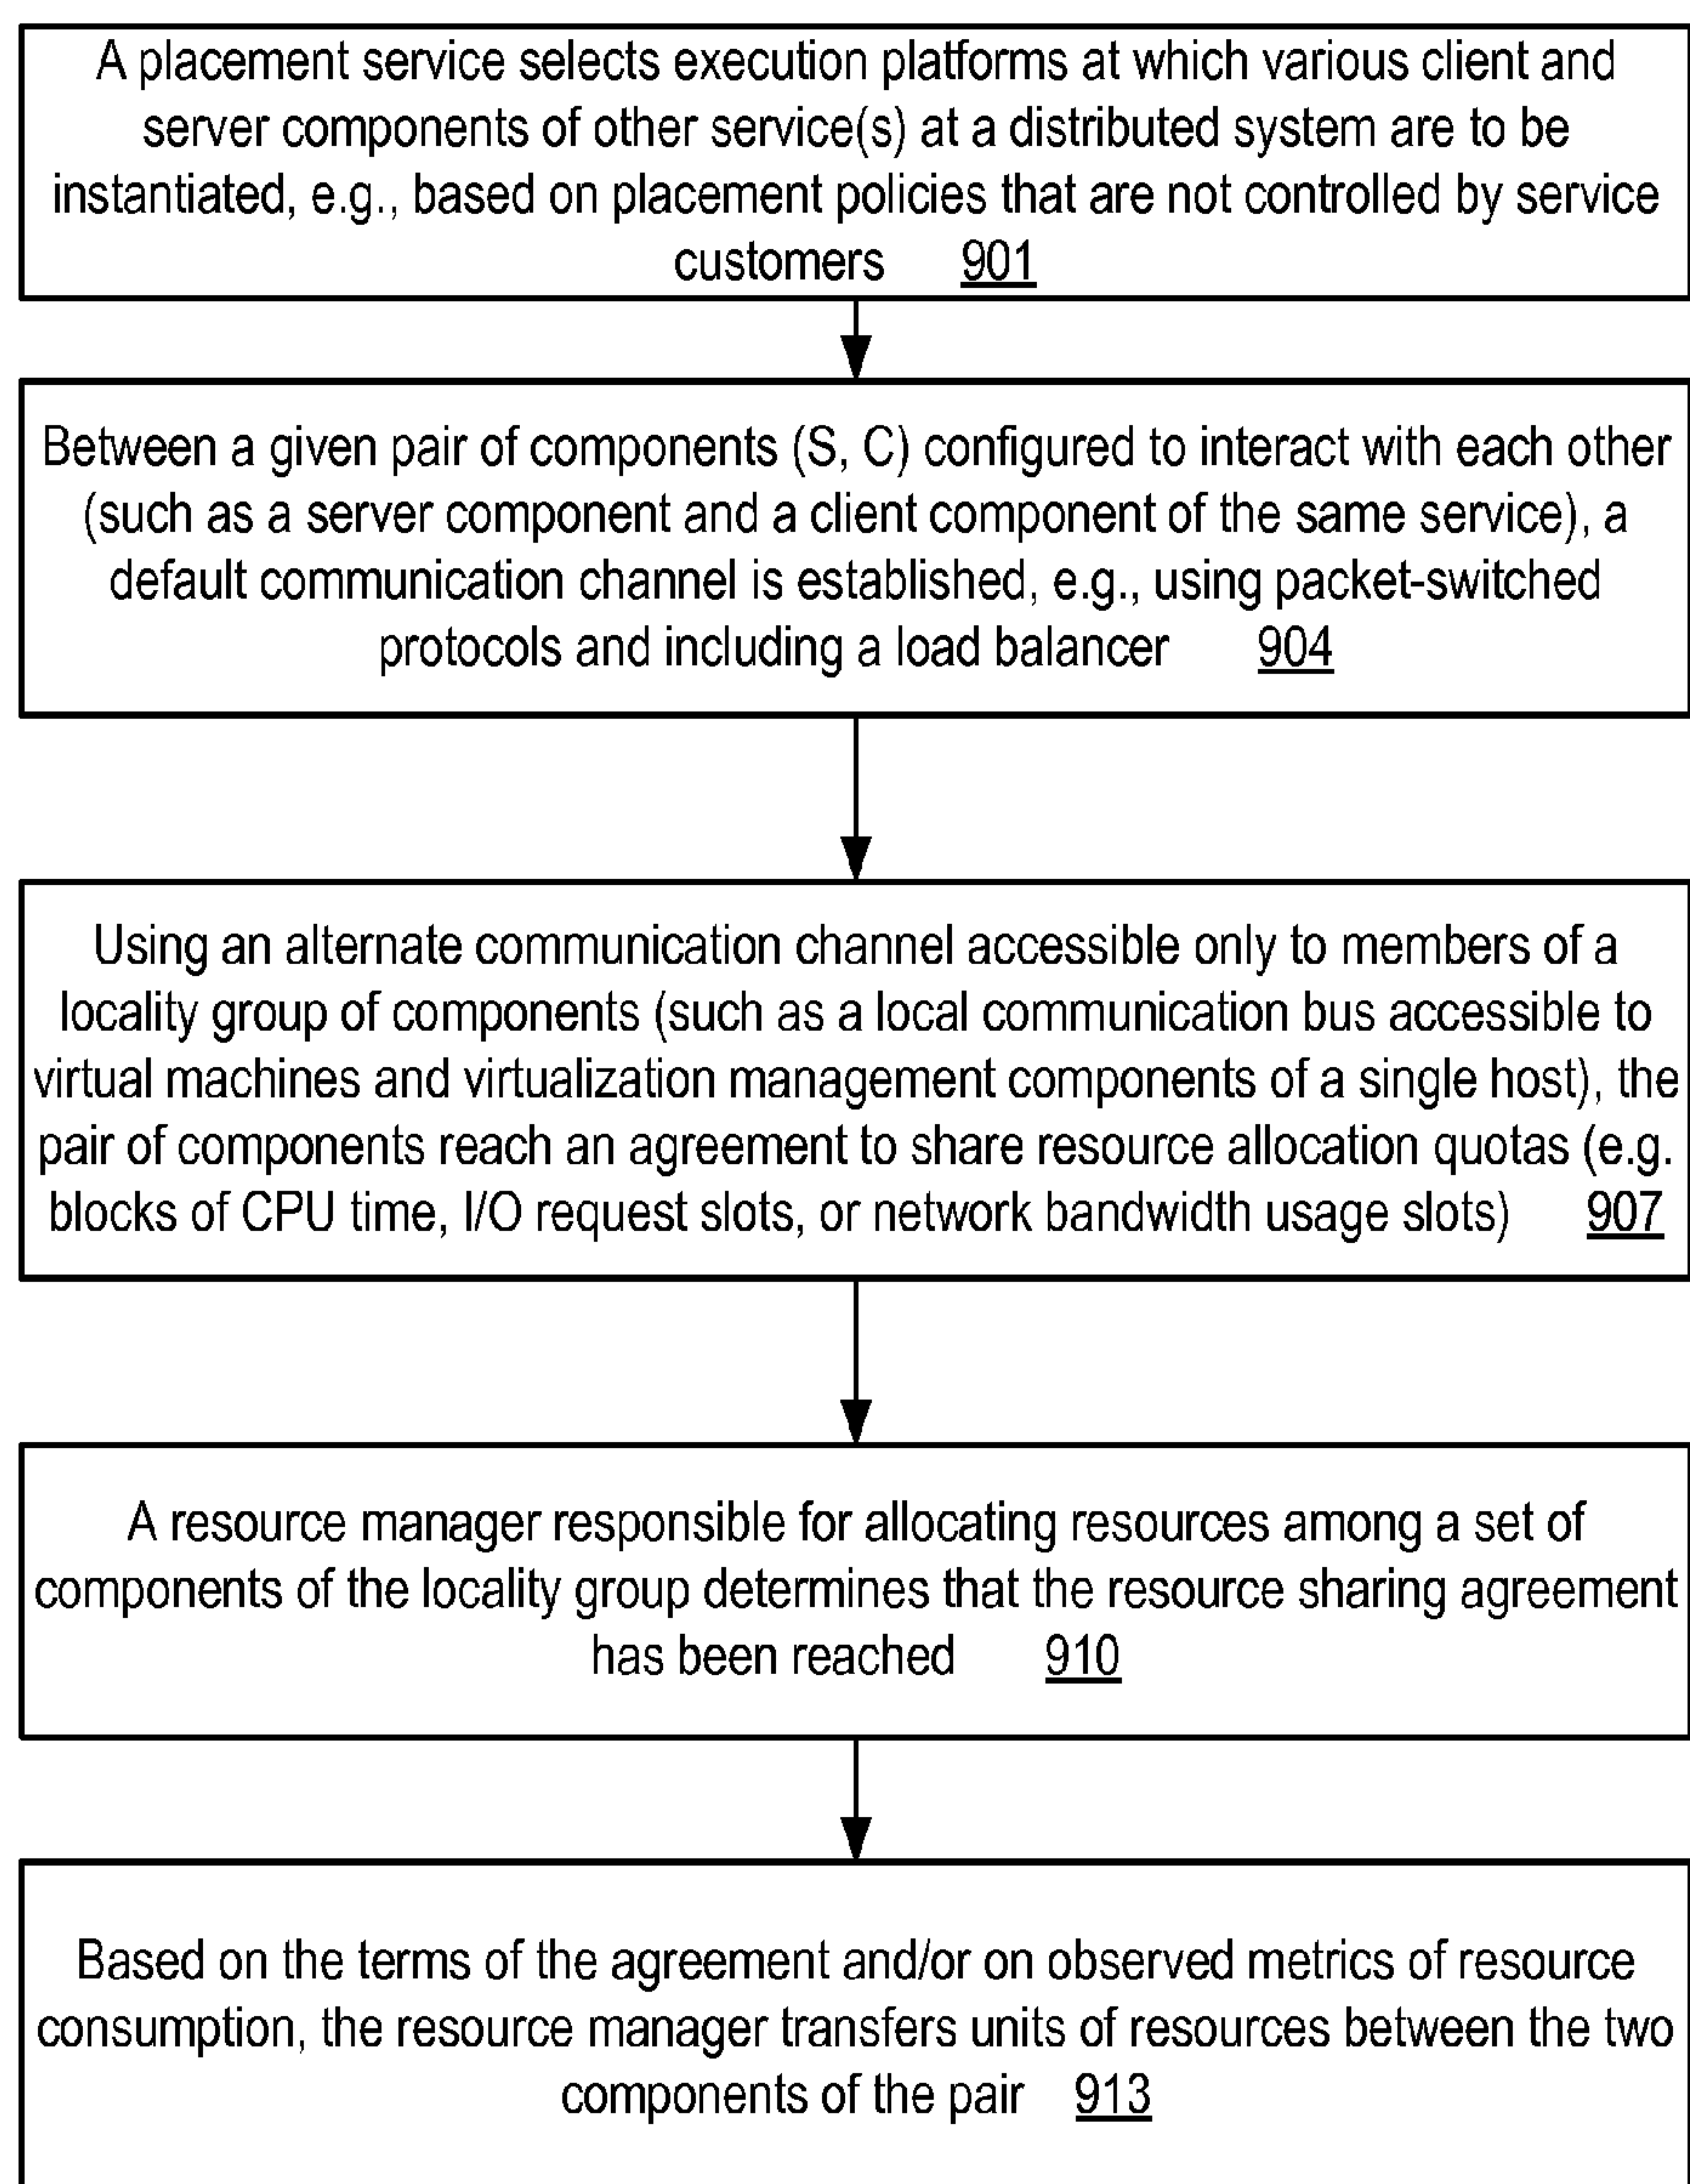 A placement service selects execution platforms at which various client and
server components of other service(s) at a distributed system are to be
instantiated, e.g., based on placement policies that are not controlled by service
customers 901
Between a given pair of components (S, C) configured to interact with each other
(such as a server component and a client component of the same service), a
default communication channel is established, e.g., using packet-switched
protocols and including a load balancer 904
Using an alternate communication channel accessible only to members of a
locality group of components (such as a local communication bus accessible to
virtual machines and virtualization management components of a single host), the
pair of components reach an agreement to share resource allocation quotas (e.g.
blocks of CPU time, I/O request slots, or network bandwidth usage slots) 907
A resource manager responsible for allocating resources among a set of
components of the locality group determines that the resource sharing agreement
has been reached 910
Based on the terms of the agreement and/or on observed metrics of resource
consumption, the resource manager transfers units of resources between the two
components of the pair 913